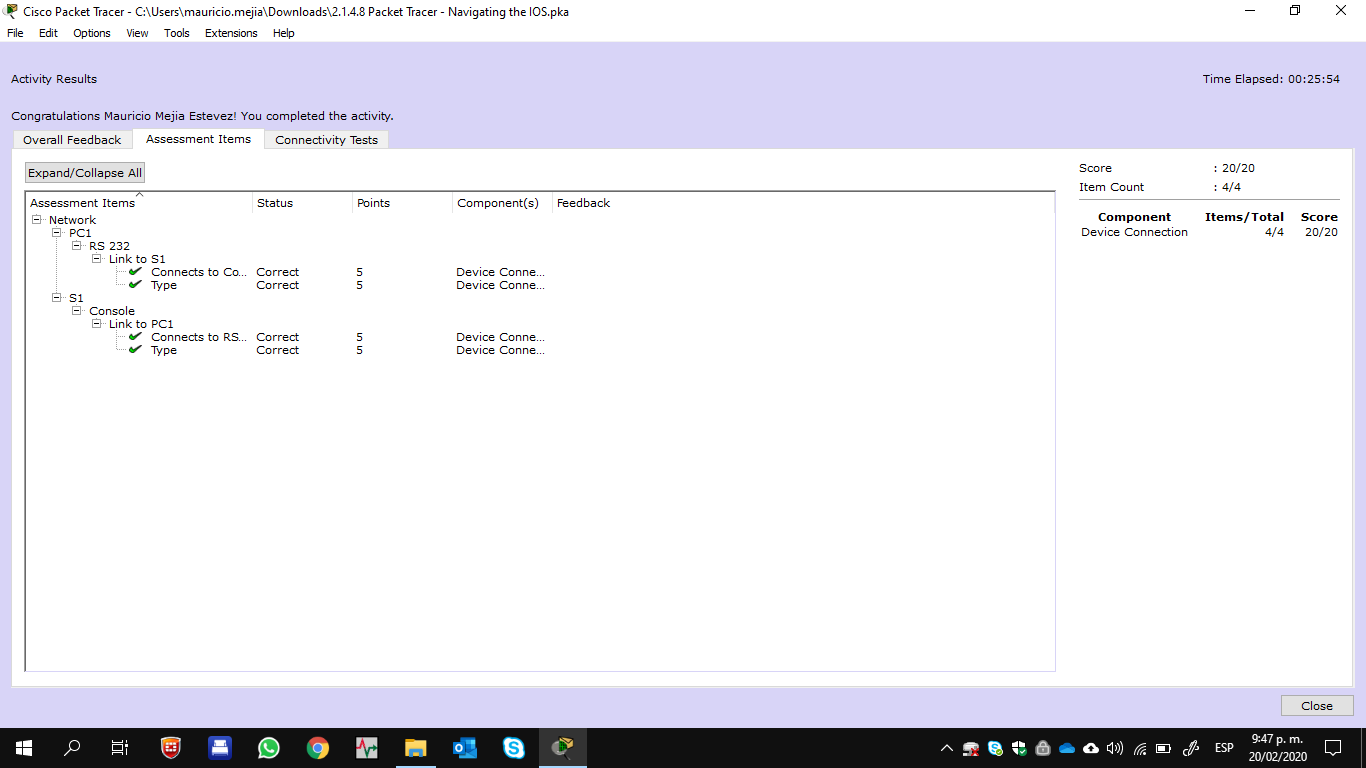 Cisco Packet Tracer - C:\Users\mauricio.mejia\Downloads\2.1.4.8 Packet Tracer - Navigating the IOS.pka
File Edit Options View Tools Extensions Help
Activity Results Time Elapsed: 00:25:54
Congratulations Mauricio Mejia Estevez! You completed the activity.
Overall Feedback Assessment Items Connectivity Tests
Expand/Collapse All
Assessment Items Status Points Component(s) Feedback
Network
PC1
RS 232
Link to S1
Connects to Co... Correct 5 Device Conne...
Type Correct 5 Device Conne...
S1
Console
Link to PC1
Connects to RS... Correct 5 Device Conne...
Type Correct 5 Device Conne...
Score : 20/20
Item Count : 4/4
Component Items/Total Score
Device Connection 4/4 20/20
Close
ESP
9:47 p. m.
20/02/2020